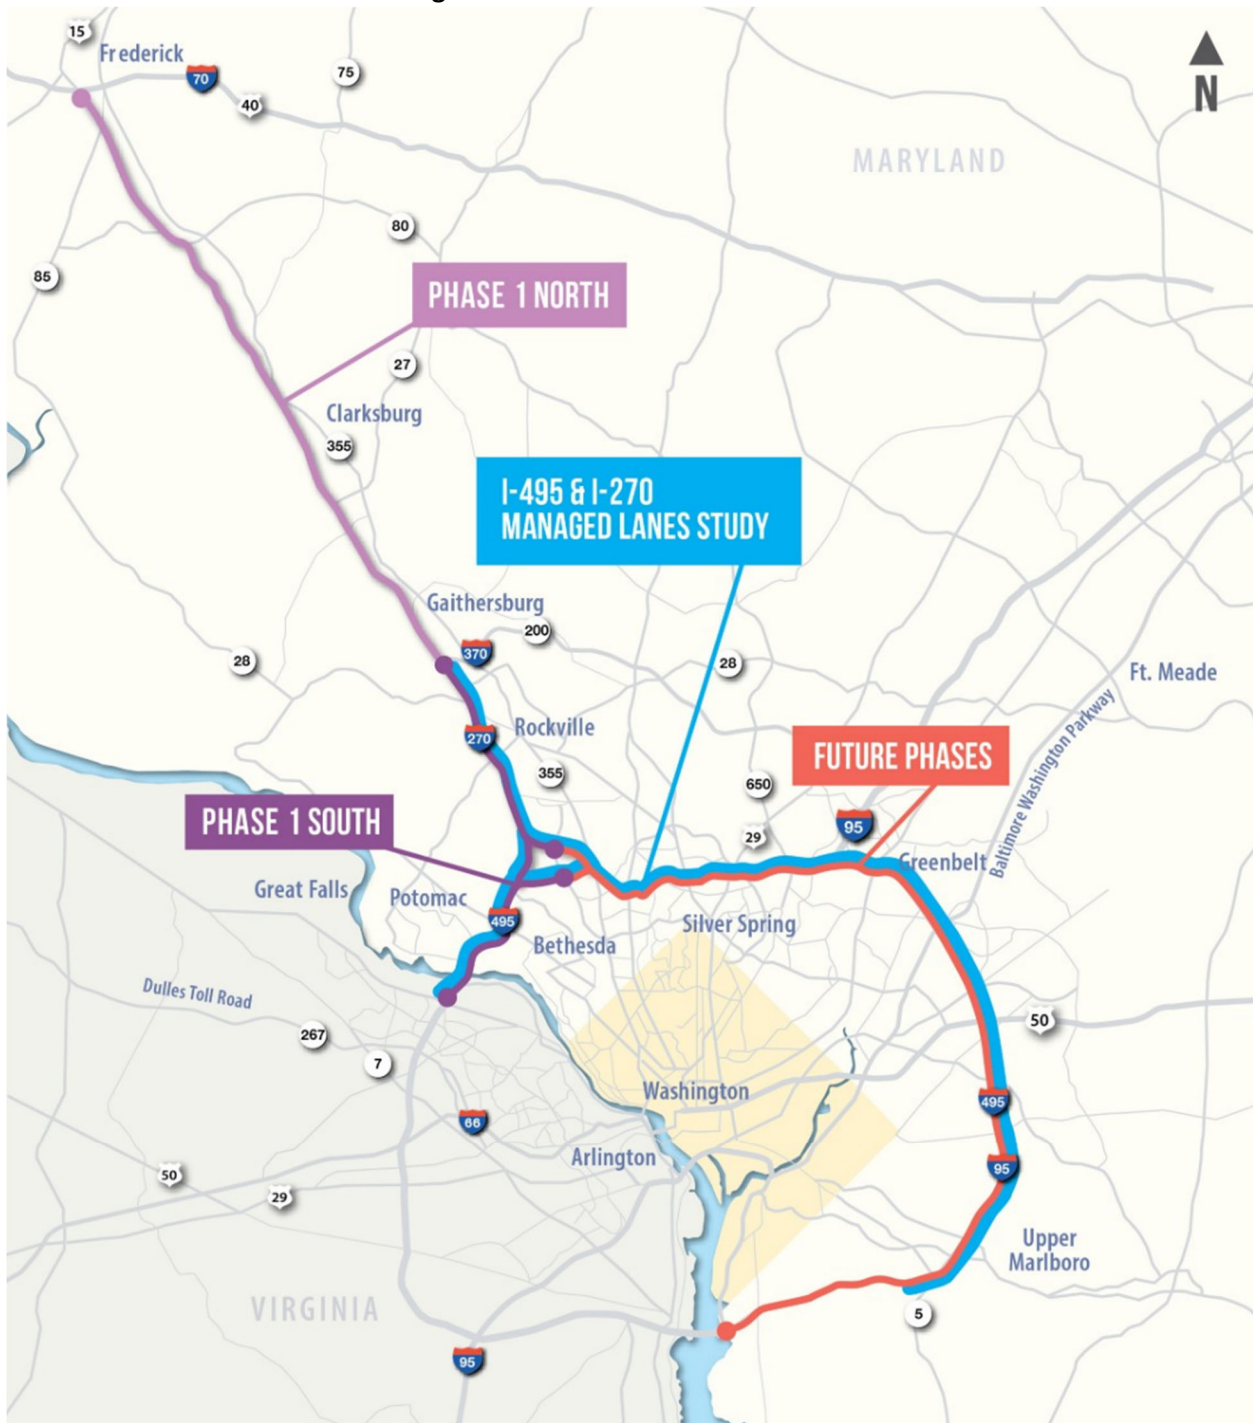 15
Frederick
70
75
40
N
MARYLAND
80
85
PHASE 1 NORTH
27
Clarksburg
355
I-495 & I-270
MANAGED LANES STUDY
Gaithersburg
200
370
28
28
Ft. Meade
Rockville
270
Baltimore Washington Parkway
FUTURE PHASES
355
650
PHASE 1 SOUTH
29
95
Greenbelt
Great Falls
Potomac
495
Silver Spring
Bethesda
Dulles Toll Road
267
50
7
Washington
495
66
Arlington
95
50
29
Upper
Marlboro
VIRGINIA
5
95